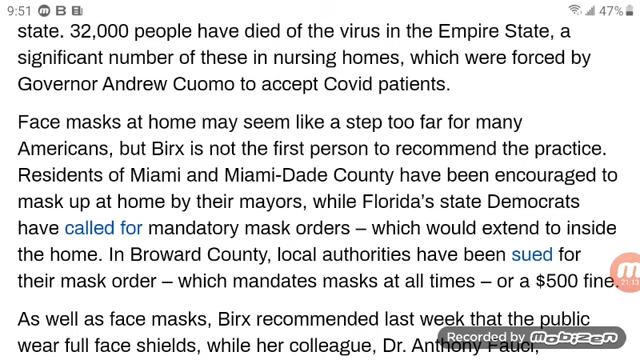 9:51 47%
state. 32,000 people have died of the virus in the Empire State, a
significant number of these in nursing homes, which were forced by
Governor Andrew Cuomo to accept Covid patients.
Face masks at home may seem like a step too far for many
Americans, but Birx is not the first person to recommend the practice.
Residents of Miami and Miami-Dade County have been encouraged to
mask up at home by their mayors, while Florida’s state Democrats
have called for mandatory mask orders – which would extend to inside
the home. In Broward County, local authorities have been sued for
their mask order – which mandates masks at all times – or a $500 fine.
21:13
As well as face masks, Birx recommended last week that the public
wear full face shields, while her colleague, Dr. Anthony Fauci,
Recorded by mobizen